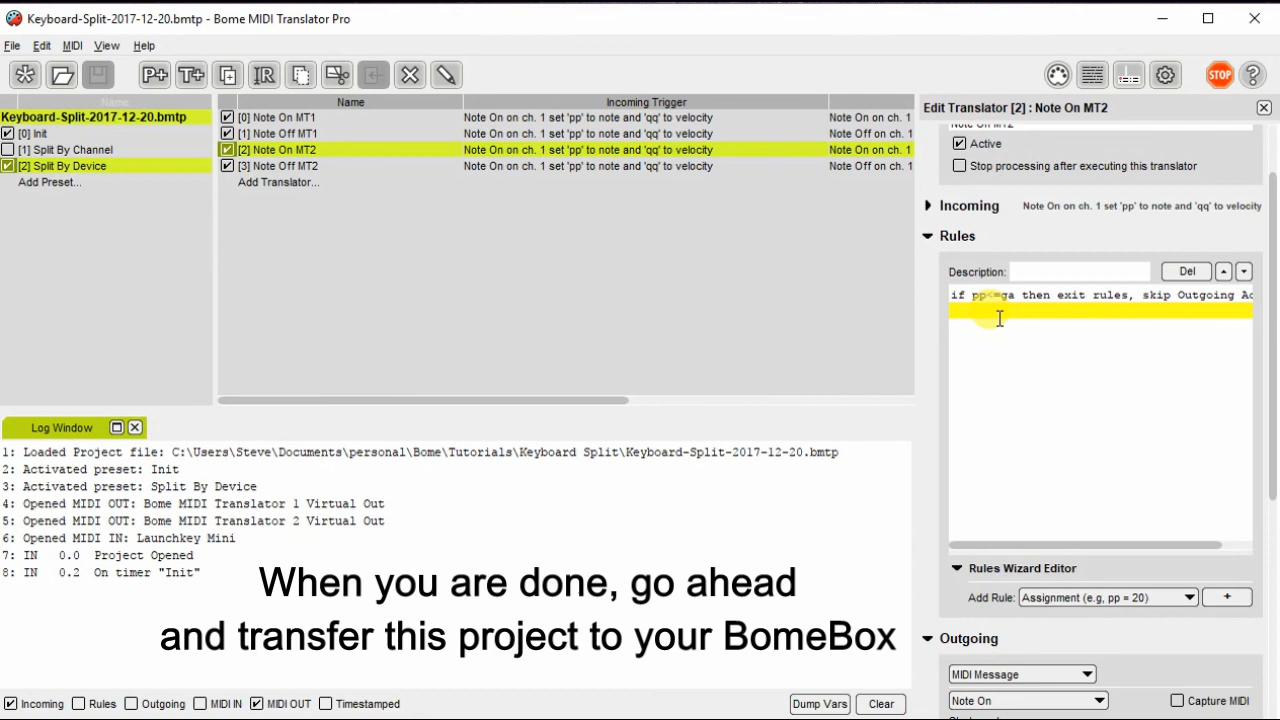 Keyboard-Split-2017-12-20.bmtp - Bome MIDI Translator Pro
File Edit MIDI View Help
P+ T+ IR STOP ?
Name
Keyboard-Split-2017-12-20.bmtp
[0] Init
[1] Split By Channel
[2] Split By Device
Add Preset...
Name Incoming Trigger
[0] Note On MT1 Note On on ch. 1 set 'pp' to note and 'qq' to velocity Note On on ch. 1
[1] Note Off MT1 Note On on ch. 1 set 'pp' to note and 'qq' to velocity Note Off on ch. 1
[2] Note On MT2 Note On on ch. 1 set 'pp' to note and 'qq' to velocity Note On on ch. 1
[3] Note Off MT2 Note On on ch. 1 set 'pp' to note and 'qq' to velocity Note Off on ch. 1
Add Translator...
Edit Translator [2] : Note On MT2
Note On MT2
Active
Stop processing after executing this translator
Incoming Note On on ch. 1 set 'pp' to note and 'qq' to velocity
Rules
Description: Del
if pp<=ga then exit rules, skip Outgoing Ac
Rules Wizard Editor
Add Rule: Assignment (e.g, pp = 20) +
Outgoing
MIDI Message
Note On Capture MIDI
Log Window
1: Loaded Project file: C:\Users\Steve\Documents\personal\Bome\Tutorials\Keyboard Split\Keyboard-Split-2017-12-20.bmtp
2: Activated preset: Init
3: Activated preset: Split By Device
4: Opened MIDI OUT: Bome MIDI Translator 1 Virtual Out
5: Opened MIDI OUT: Bome MIDI Translator 2 Virtual Out
6: Opened MIDI IN: Launchkey Mini
7: IN 0.0 Project Opened
8: IN 0.2 On timer "Init"
When you are done, go ahead
and transfer this project to your BomeBox
Incoming Rules Outgoing MIDI IN MIDI OUT Timestamped Dump Vars Clear